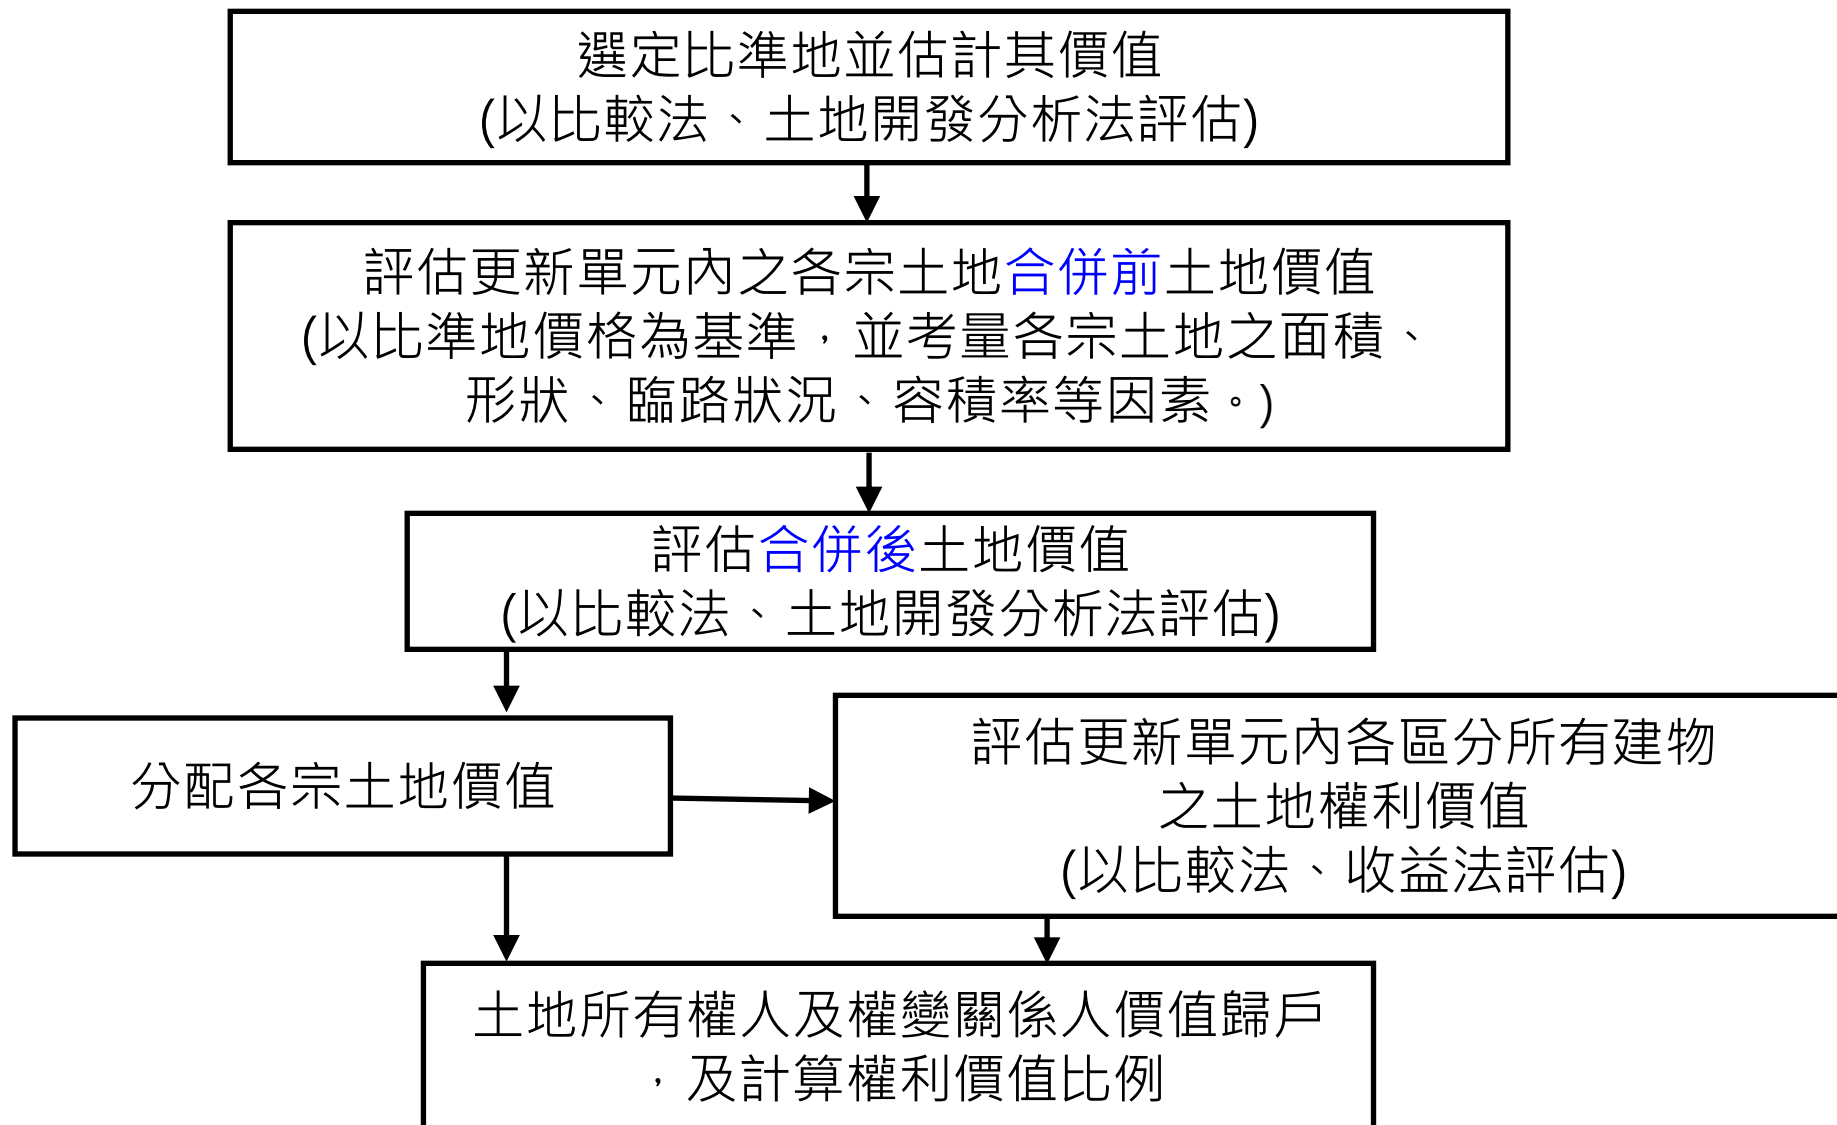 選定比準地並估計其價值
(以比較法、土地開發分析法評估)
評估更新單元內之各宗土地合併前土地價值
(以比準地價格為基準，並考量各宗土地之面積、
形狀、臨路狀況、容積率等因素。)
評估合併後土地價值
(以比較法、土地開發分析法評估)
分配各宗土地價值
評估更新單元內各區分所有建物
之土地權利價值
(以比較法、收益法評估)
土地所有權人及權變關係人價值歸戶
，及計算權利價值比例